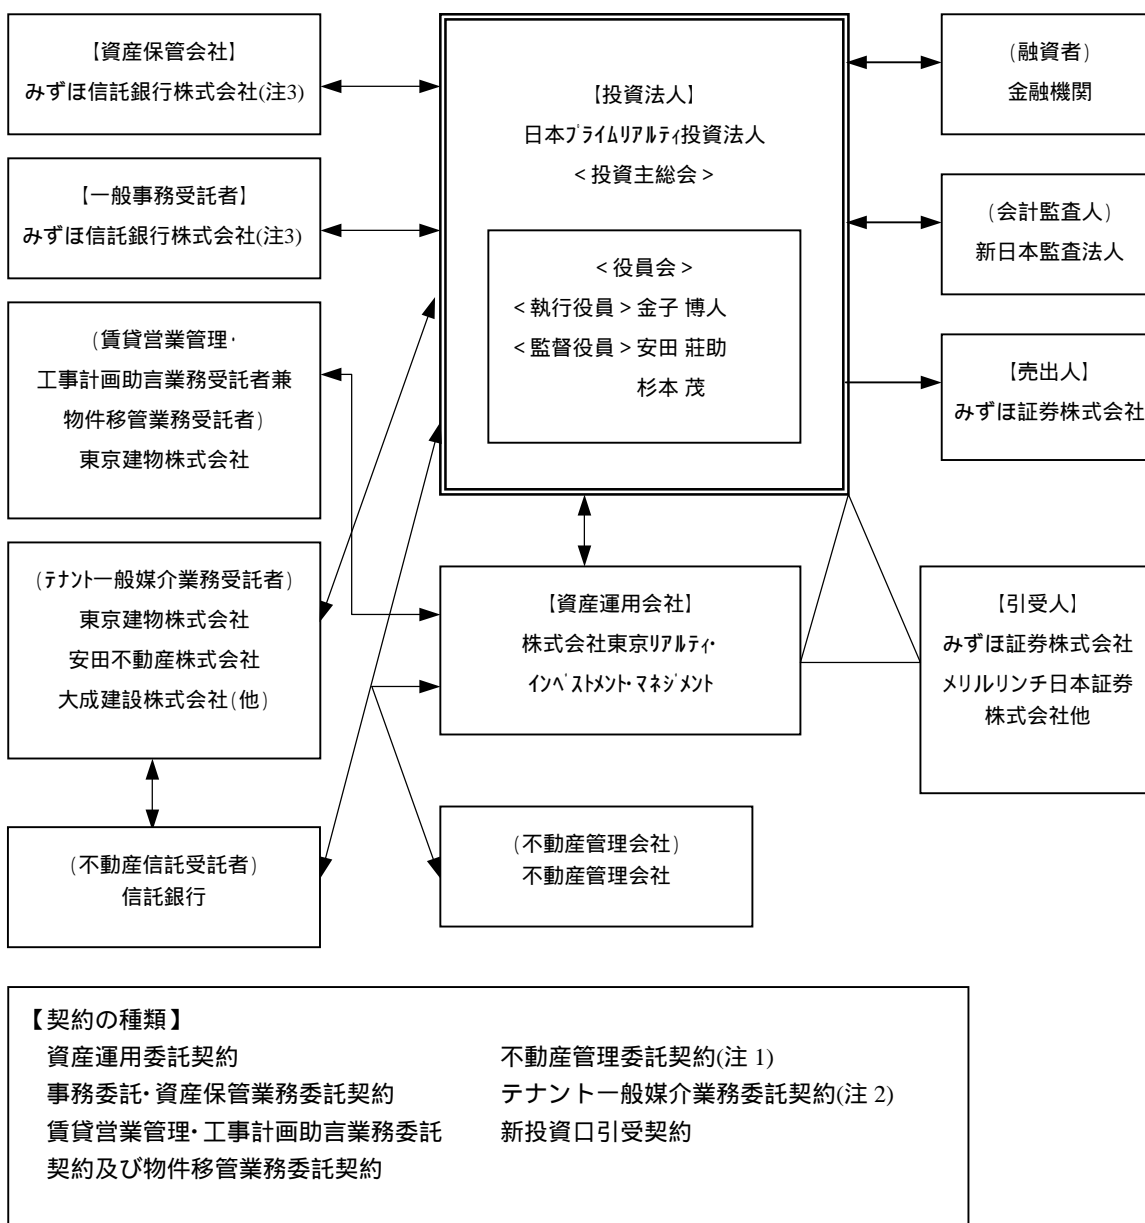 【資産保管会社】
みずほ信託銀行株式会社(注3)
【一般事務受託者】
みずほ信託銀行株式会社(注3)
(賃貸営業管理・
工事計画助言業務受託者兼
物件移管業務受託者)
東京建物株式会社
(ﾃﾅﾝﾄ一般媒介業務受託者)
東京建物株式会社
安田不動産株式会社
大成建設株式会社(他)
(不動産信託受託者)
信託銀行
【投資法人】
日本ﾌﾟﾗｲﾑﾘｱﾙﾃｨ投資法人
<投資主総会>
<役員会>
<執行役員>金子 博人
<監督役員>安田 莊助
杉本 茂
【資産運用会社】
株式会社東京ﾘｱﾙﾃｨ・
ｲﾝﾍﾞｽﾄﾒﾝﾄ・ﾏﾈｼﾞﾒﾝﾄ
(不動産管理会社)
不動産管理会社
(融資者)
金融機関
(会計監査人)
新日本監査法人
【売出人】
みずほ証券株式会社
【引受人】
みずほ証券株式会社
メリルリンチ日本証券
株式会社他
【契約の種類】
資産運用委託契約
事務委託・資産保管業務委託契約
賃貸営業管理・工事計画助言業務委託
契約及び物件移管業務委託契約
不動産管理委託契約(注 1)
テナント一般媒介業務委託契約(注 2)
新投資口引受契約